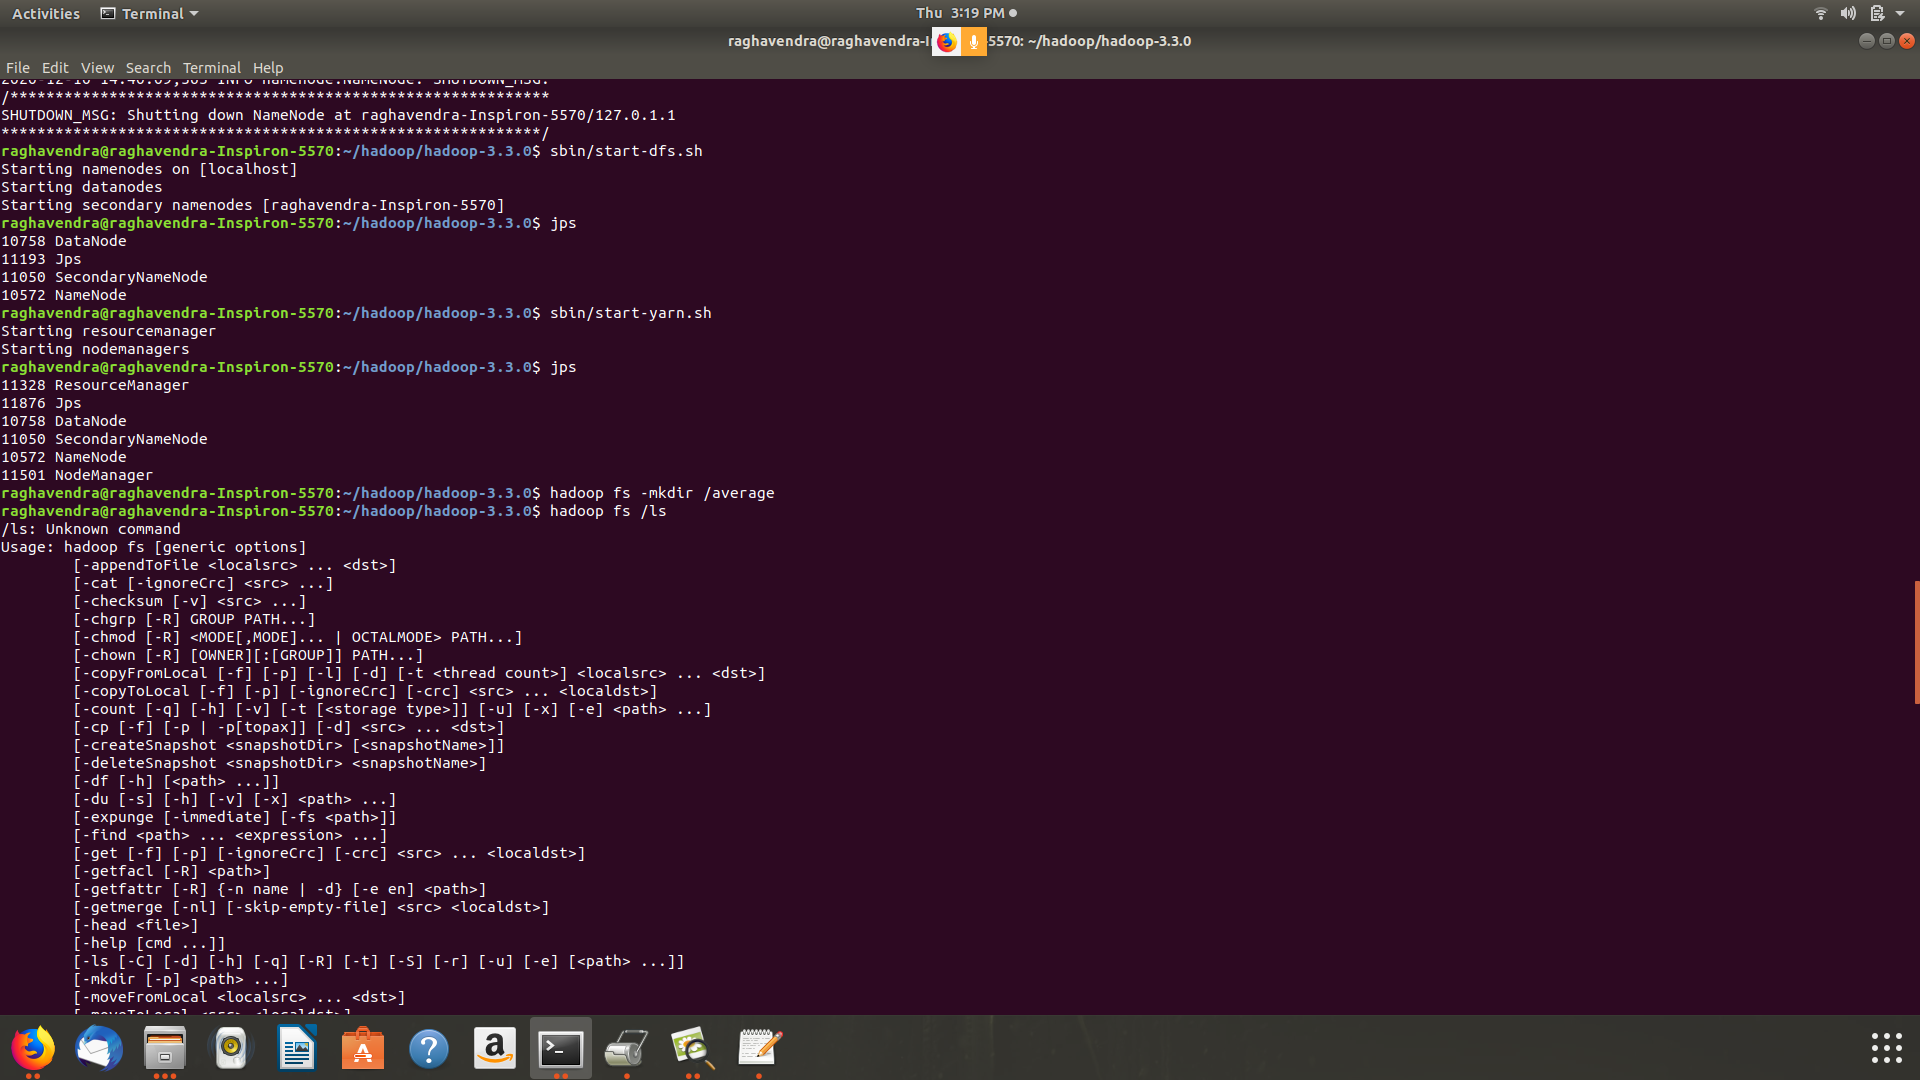 Activities Terminal Thu 3:19 PM
raghavendra@raghavendra-I 5570: ~/hadoop/hadoop-3.3.0
File Edit View Search Terminal Help
/************************************************************
SHUTDOWN_MSG: Shutting down NameNode at raghavendra-Inspiron-5570/127.0.1.1
************************************************************/
raghavendra@raghavendra-Inspiron-5570:~/hadoop/hadoop-3.3.0$ sbin/start-dfs.sh
Starting namenodes on [localhost]
Starting datanodes
Starting secondary namenodes [raghavendra-Inspiron-5570]
raghavendra@raghavendra-Inspiron-5570:~/hadoop/hadoop-3.3.0$ jps
10758 DataNode
11193 Jps
11050 SecondaryNameNode
10572 NameNode
raghavendra@raghavendra-Inspiron-5570:~/hadoop/hadoop-3.3.0$ sbin/start-yarn.sh
Starting resourcemanager
Starting nodemanagers
raghavendra@raghavendra-Inspiron-5570:~/hadoop/hadoop-3.3.0$ jps
11328 ResourceManager
11876 Jps
10758 DataNode
11050 SecondaryNameNode
10572 NameNode
11501 NodeManager
raghavendra@raghavendra-Inspiron-5570:~/hadoop/hadoop-3.3.0$ hadoop fs -mkdir /average
raghavendra@raghavendra-Inspiron-5570:~/hadoop/hadoop-3.3.0$ hadoop fs /ls
/ls: Unknown command
Usage: hadoop fs [generic options]
[-appendToFile <localsrc> ... <dst>]
[-cat [-ignoreCrc] <src> ...]
[-checksum [-v] <src> ...]
[-chgrp [-R] GROUP PATH...]
[-chmod [-R] <MODE[,MODE]... | OCTALMODE> PATH...]
[-chown [-R] [OWNER][:[GROUP]] PATH...]
[-copyFromLocal [-f] [-p] [-l] [-d] [-t <thread count>] <localsrc> ... <dst>]
[-copyToLocal [-f] [-p] [-ignoreCrc] [-crc] <src> ... <localdst>]
[-count [-q] [-h] [-v] [-t [<storage type>]] [-u] [-x] [-e] <path> ...]
[-cp [-f] [-p | -p[topax]] [-d] <src> ... <dst>]
[-createSnapshot <snapshotDir> [<snapshotName>]]
[-deleteSnapshot <snapshotDir> <snapshotName>]
[-df [-h] [<path> ...]]
[-du [-s] [-h] [-v] [-x] <path> ...]
[-expunge [-immediate] [-fs <path>]]
[-find <path> ... <expression> ...]
[-get [-f] [-p] [-ignoreCrc] [-crc] <src> ... <localdst>]
[-getfacl [-R] <path>]
[-getfattr [-R] {-n name | -d} [-e en] <path>]
[-getmerge [-nl] [-skip-empty-file] <src> <localdst>]
[-head <file>]
[-help [cmd ...]]
[-ls [-C] [-d] [-h] [-q] [-R] [-t] [-S] [-r] [-u] [-e] [<path> ...]]
[-mkdir [-p] <path> ...]
[-moveFromLocal <localsrc> ... <dst>]